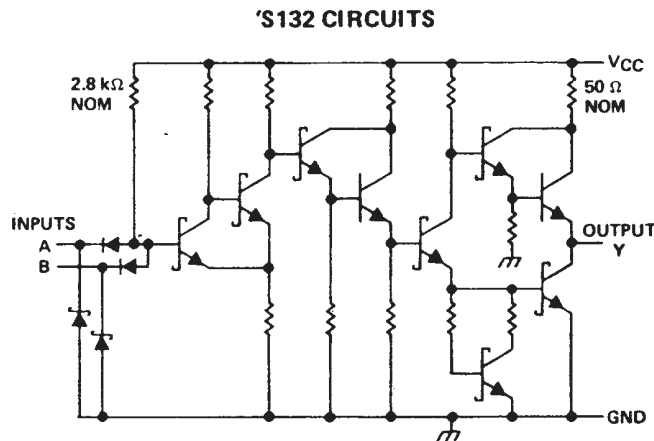 'S132 CIRCUITS
VCC
2.8 kΩ
NOM
50 Ω
NOM
INPUTS
A
B
OUTPUT
Y
GND